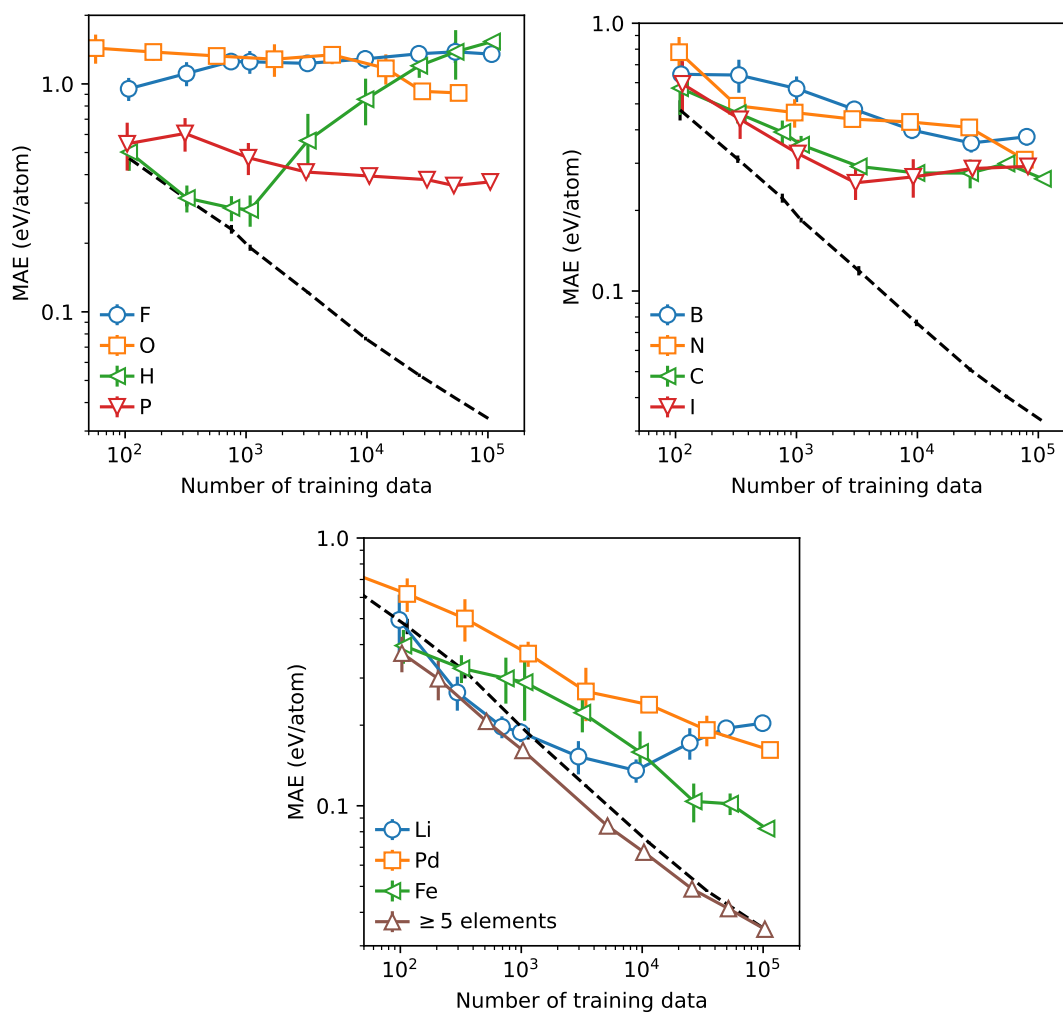 1.0
0.1
MAE (eV/atom)
F
O
H
P
10² 10³ 10⁴ 10⁵
Number of training data
1.0
0.1
MAE (eV/atom)
B
N
C
I
10² 10³ 10⁴ 10⁵
Number of training data
1.0
0.1
MAE (eV/atom)
Li
Pd
Fe
≥ 5 elements
10² 10³ 10⁴ 10⁵
Number of training data